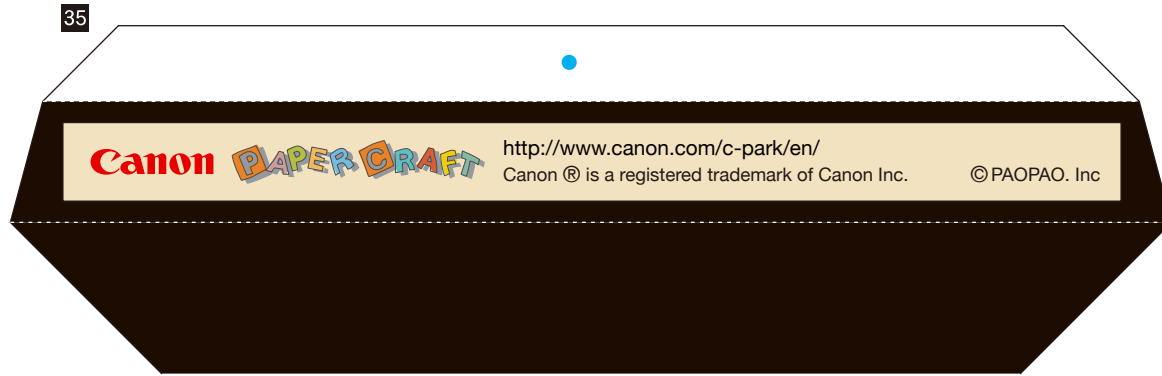 35
Canon PAPER CRAFT
http://www.canon.com/c-park/en/
Canon ® is a registered trademark of Canon Inc.
© PAOPAO. Inc